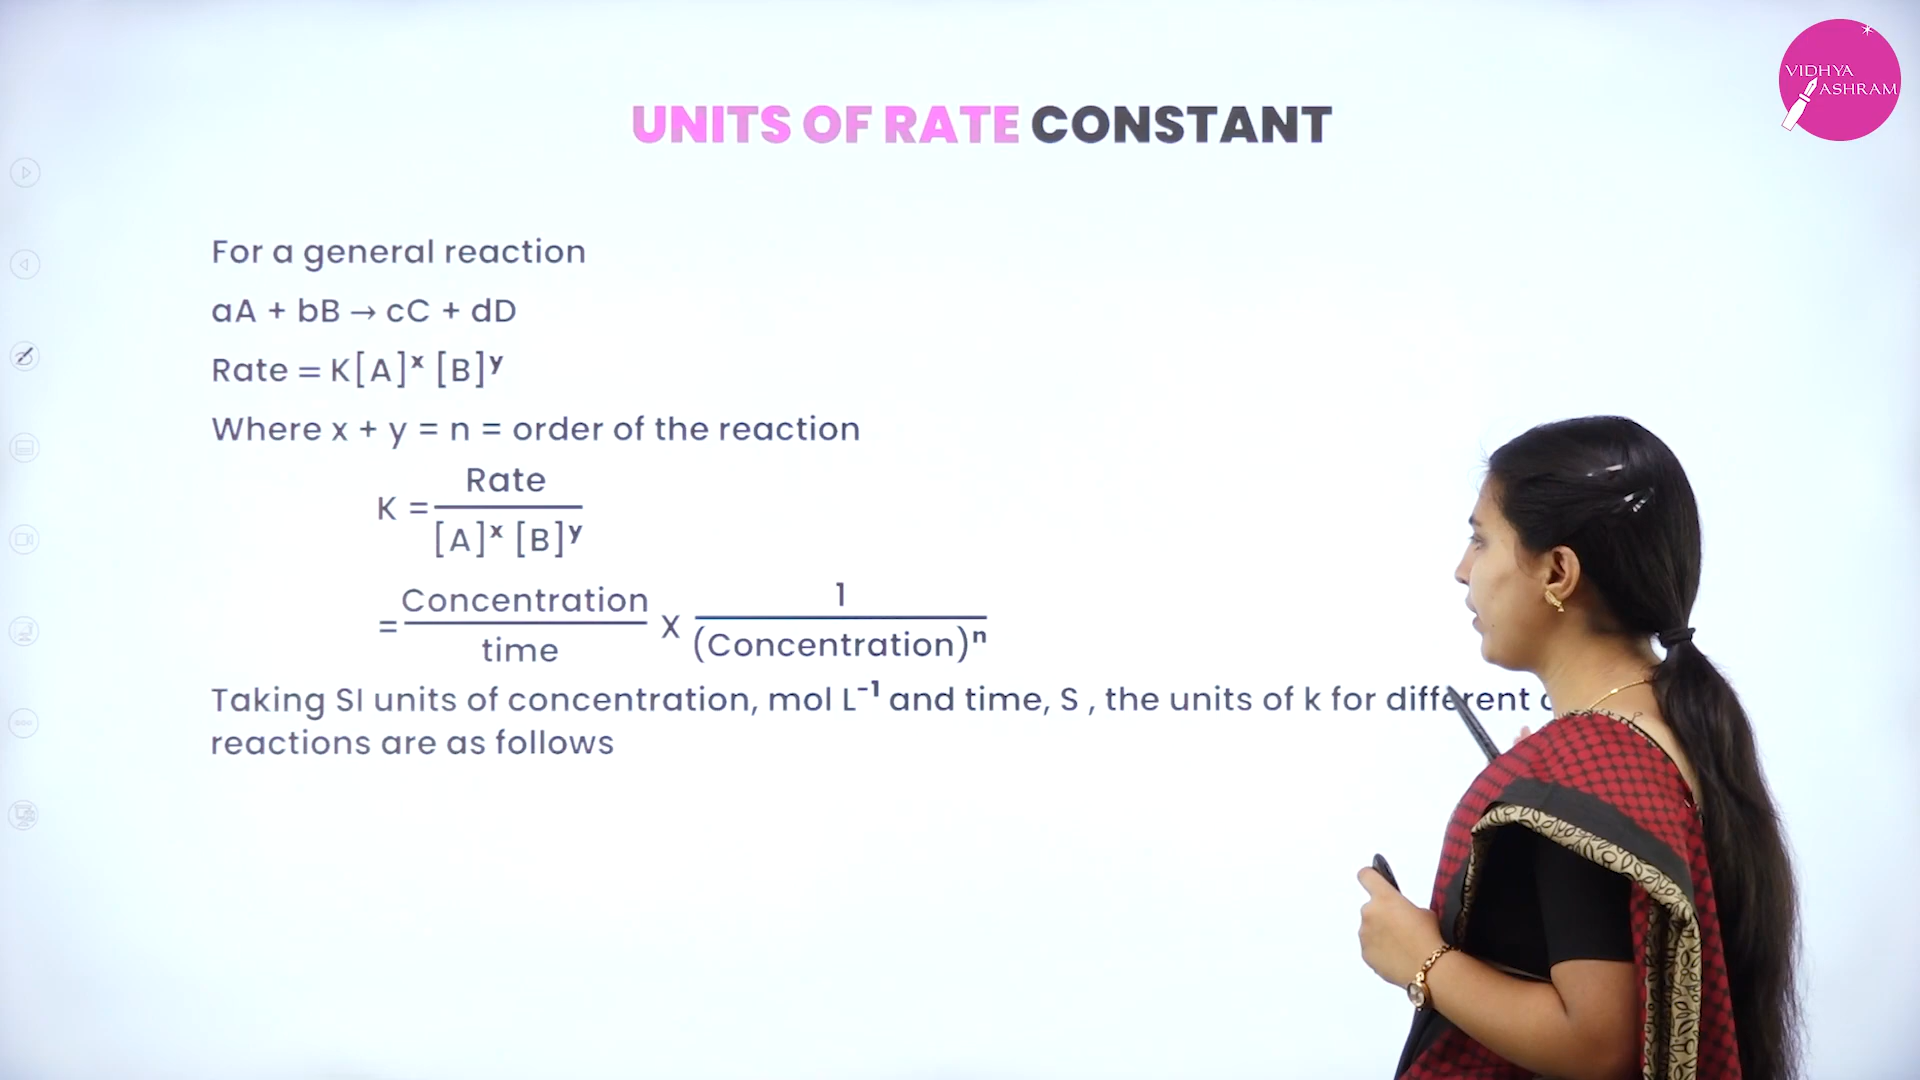 VIDHYA
ASHRAM
UNITS OF RATE CONSTANT
For a general reaction
aA + bB → cC + dD
Rate = K[A]ˣ [B]ʸ
Where x + y = n = order of the reaction
K = Rate / [A]ˣ [B]ʸ
= Concentration / time X 1 / (Concentration)ⁿ
Taking SI units of concentration, mol L⁻¹ and time, S , the units of k for different
reactions are as follows